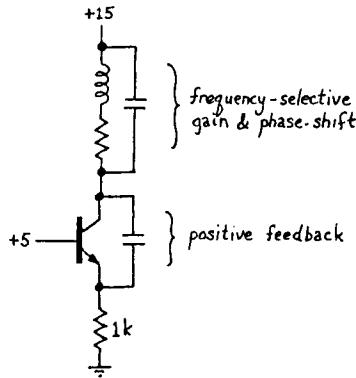 +15
frequency-selective
gain & phase-shift
+5
positive feedback
1k